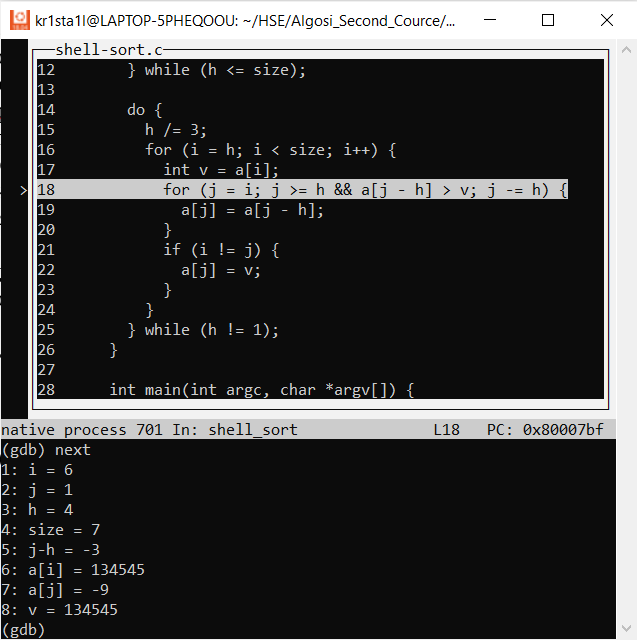 kr1sta1l@LAPTOP-5PHEQOOU: ~/HSE/Algosi_Second_Cource/...
shell-sort.c
12        } while (h <= size);
13
14        do {
15          h /= 3;
16          for (i = h; i < size; i++) {
17            int v = a[i];
> 18            for (j = i; j >= h && a[j - h] > v; j -= h) {
19              a[j] = a[j - h];
20            }
21            if (i != j) {
22              a[j] = v;
23            }
24          }
25        } while (h != 1);
26      }
27
28      int main(int argc, char *argv[]) {
native process 701 In: shell_sort               L18   PC: 0x80007bf
(gdb) next
1: i = 6
2: j = 1
3: h = 4
4: size = 7
5: j-h = -3
6: a[i] = 134545
7: a[j] = -9
8: v = 134545
(gdb)